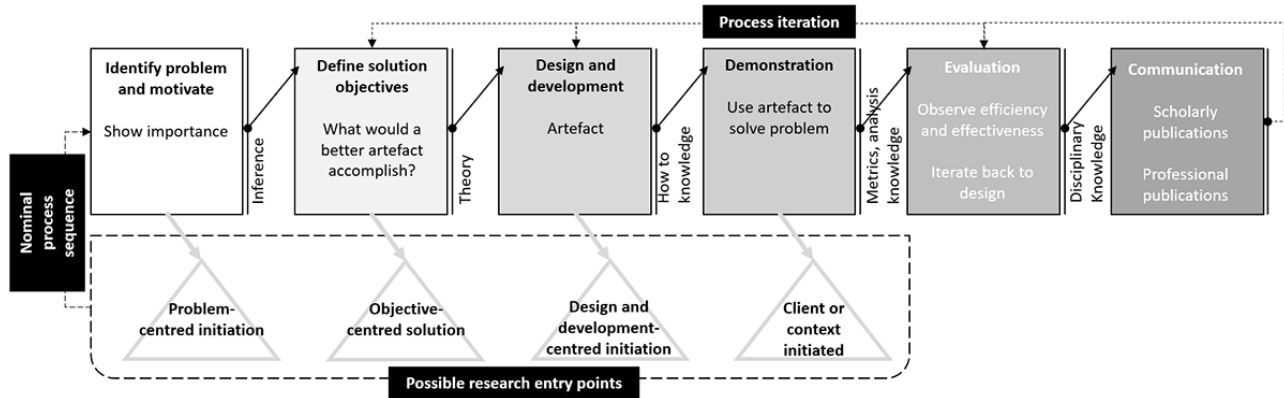 Process iteration
Identify problem
and motivate
Show importance
Inference
Define solution
objectives
What would a
better artefact
accomplish?
Theory
Design and
development
Artefact
How to
knowledge
Demonstration
Use artefact to
solve problem
Metrics, analysis
knowledge
Evaluation
Observe efficiency
and effectiveness
Iterate back to
design
Disciplinary
Knowledge
Communication
Scholarly
publications
Professional
publications
Nominal
process
sequence
Problem-
centred initiation
Objective-
centred solution
Design and
development-
centred initiation
Client or
context
initiated
Possible research entry points